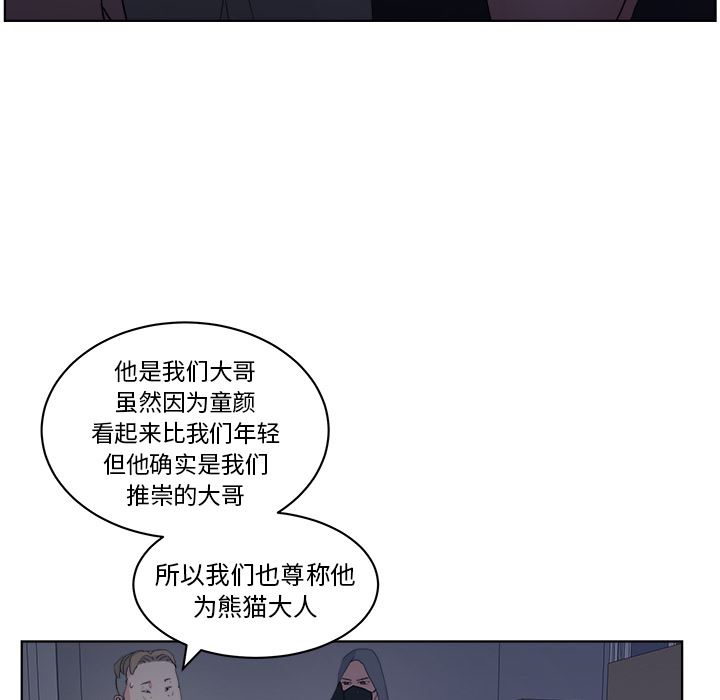 他是我们大哥
虽然因为童颜
看起来比我们年轻
但他确实是我们
推崇的大哥
所以我们也尊称他
为熊猫大人